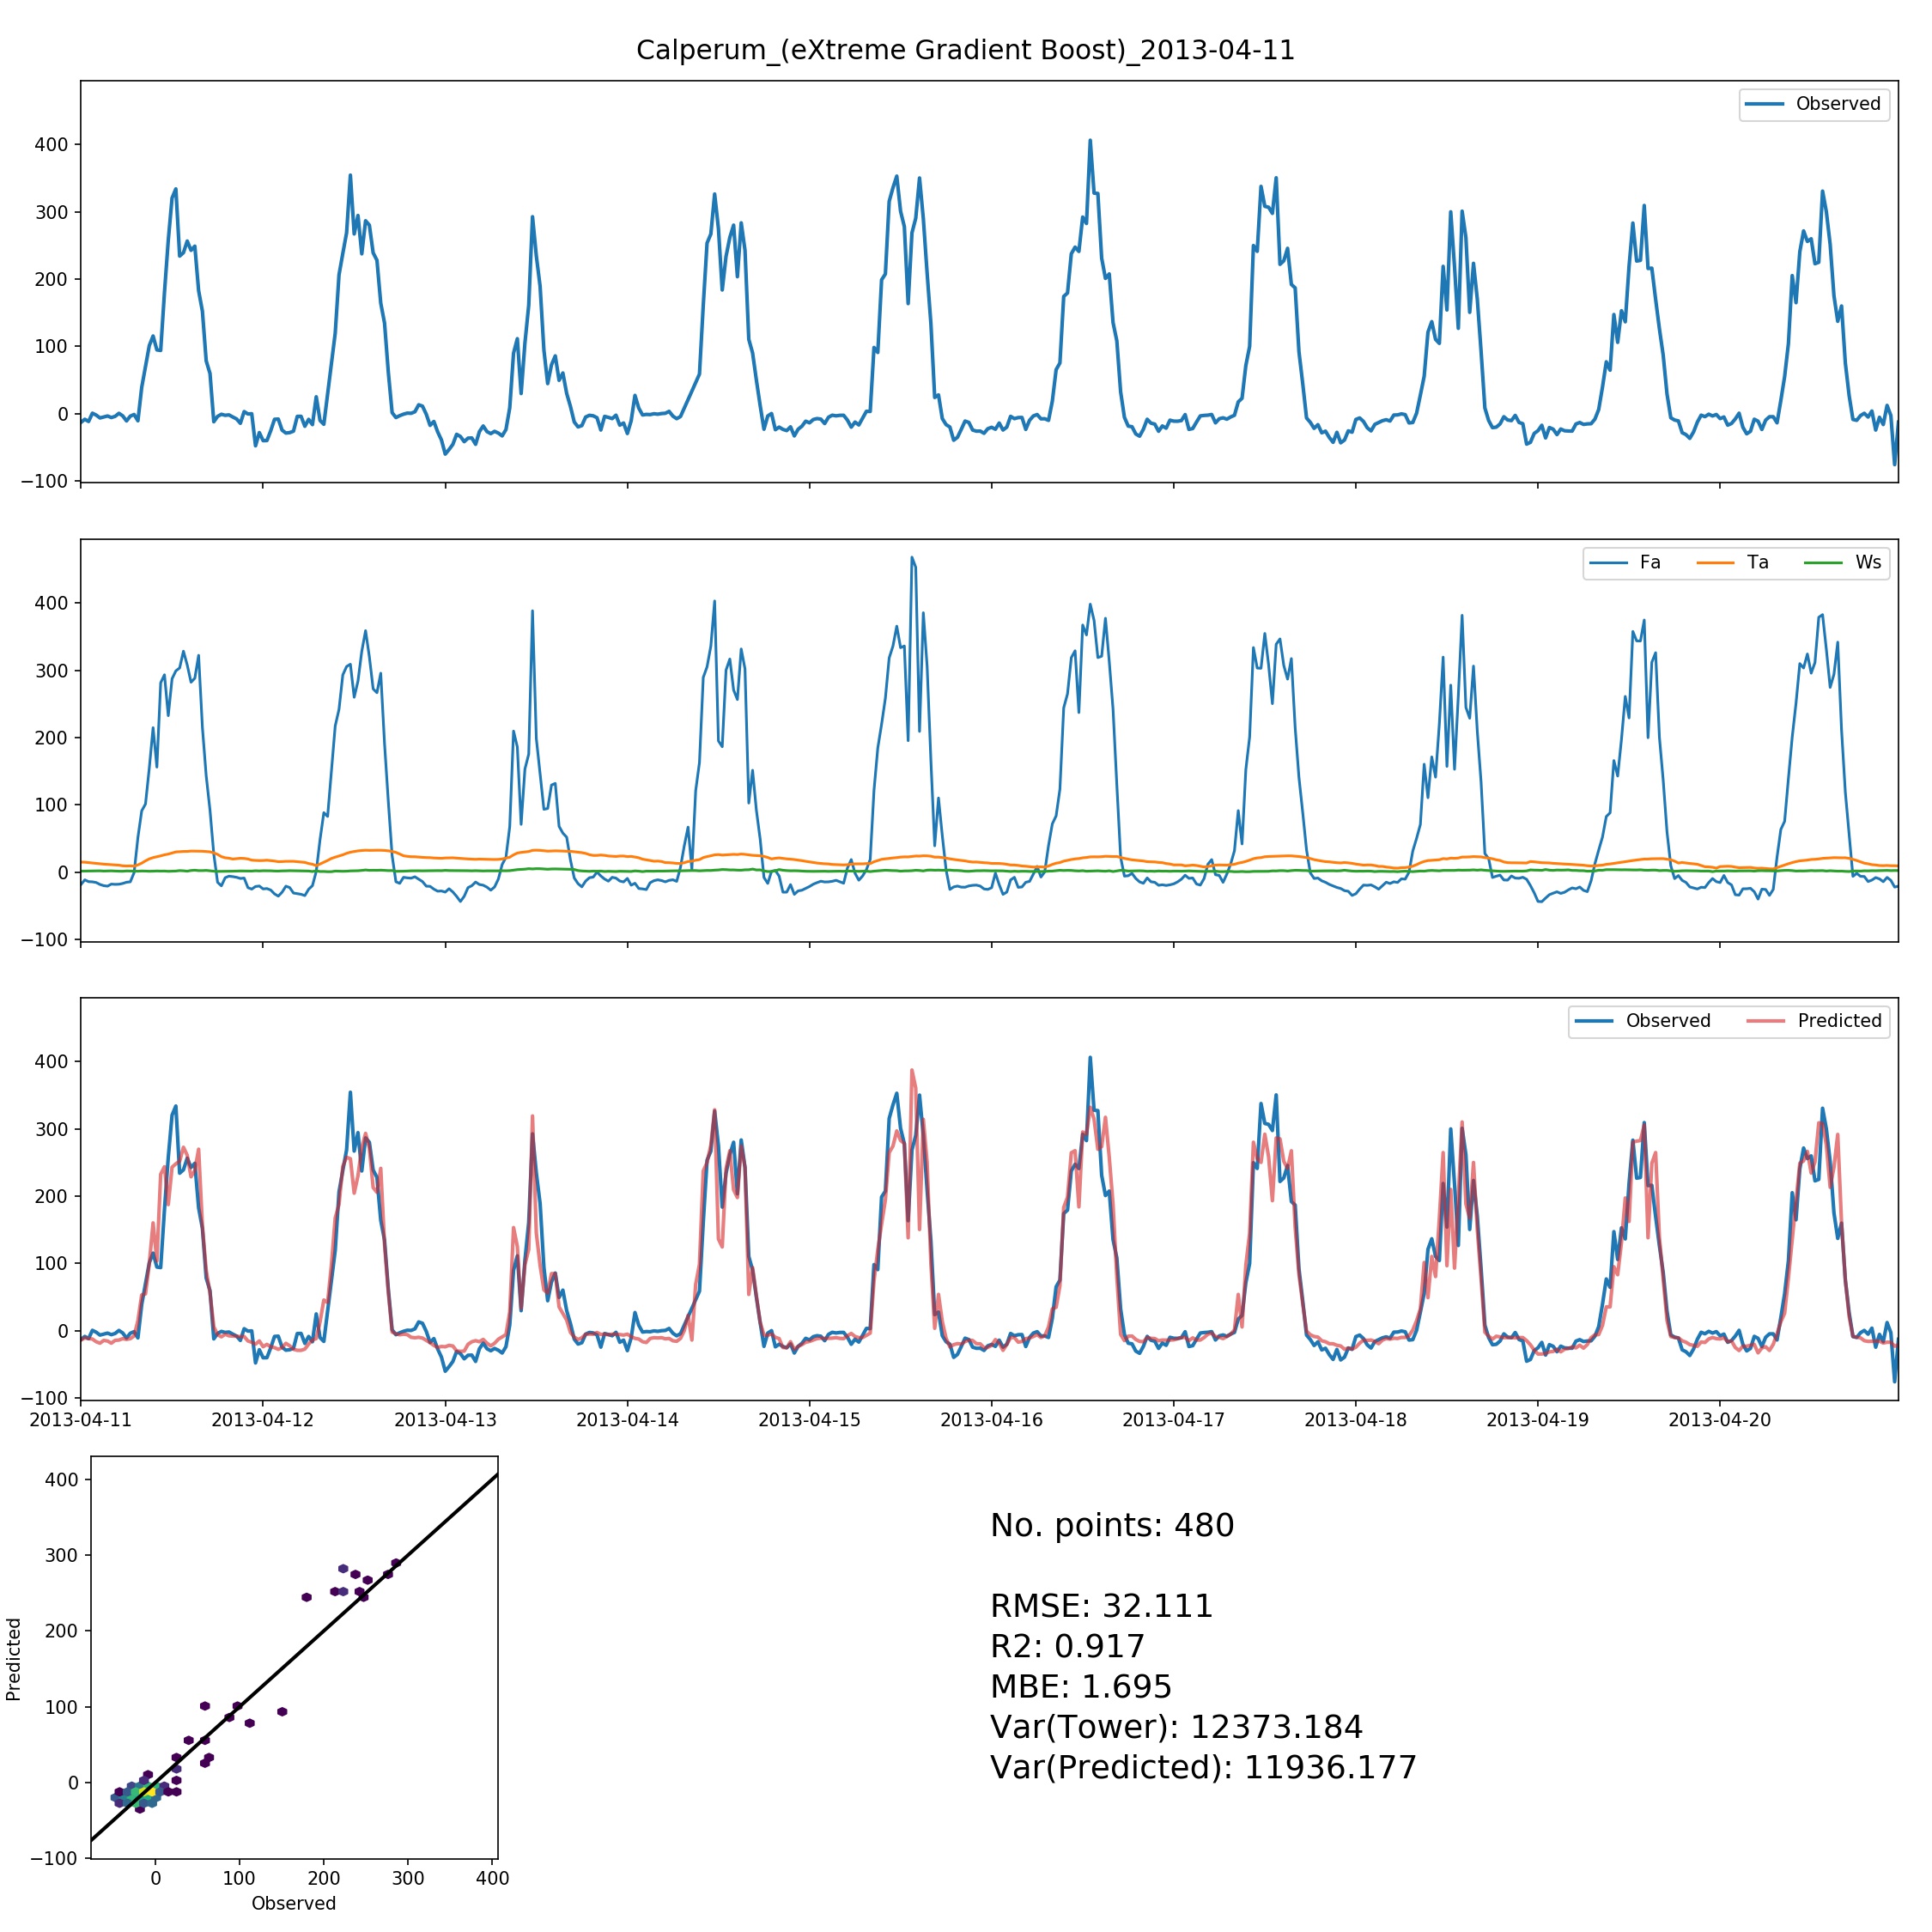 Calperum_(eXtreme Gradient Boost)_2013-04-11
Observed
400
300
200
100
0
−100
Fa Ta Ws
400
300
200
100
0
−100
Observed Predicted
400
300
200
100
0
−100
2013-04-11 2013-04-12 2013-04-13 2013-04-14 2013-04-15 2013-04-16 2013-04-17 2013-04-18 2013-04-19 2013-04-20
400
300
200
100
0
−100
Predicted
0 100 200 300 400
Observed
No. points: 480
RMSE: 32.111
R2: 0.917
MBE: 1.695
Var(Tower): 12373.184
Var(Predicted): 11936.177